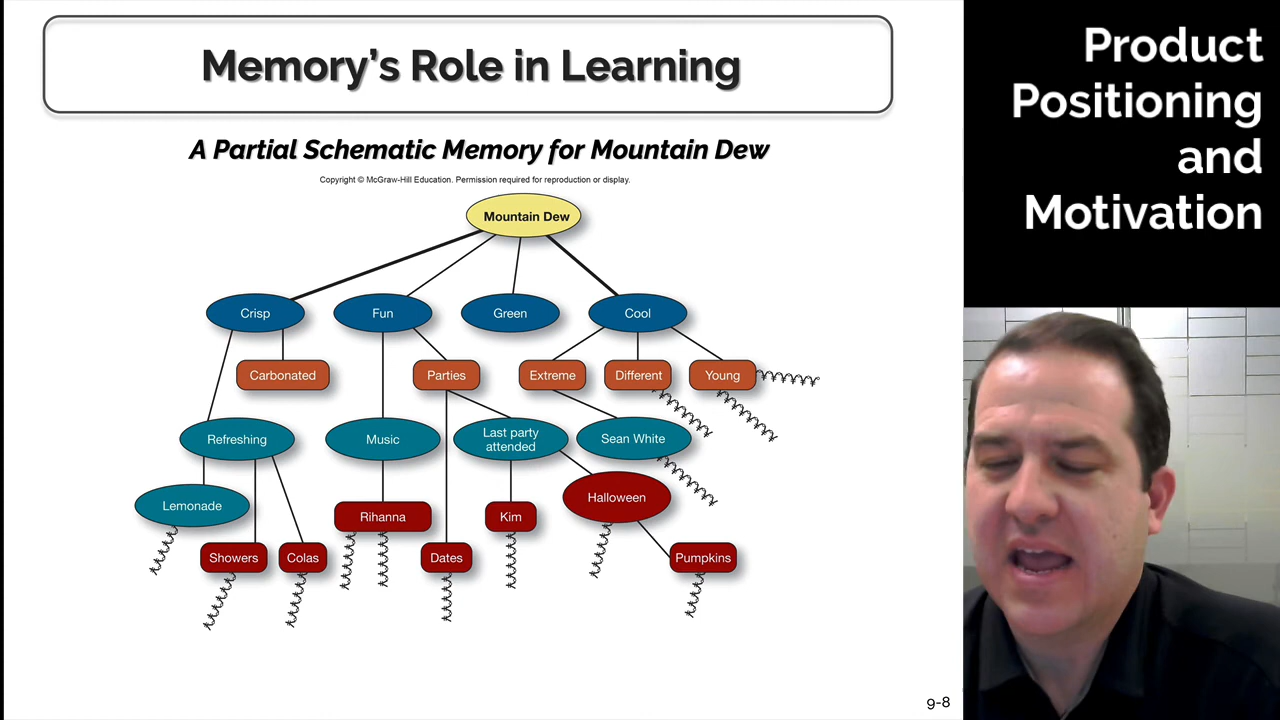 Memory's Role in Learning
A Partial Schematic Memory for Mountain Dew
Copyright © McGraw-Hill Education. Permission required for reproduction or display.
Mountain Dew
Crisp
Fun
Green
Cool
Carbonated
Parties
Extreme
Different
Young
Refreshing
Music
Last party
attended
Sean White
Lemonade
Halloween
Rihanna
Kim
Showers
Colas
Dates
Pumpkins
9-8
Product
Positioning
and
Motivation